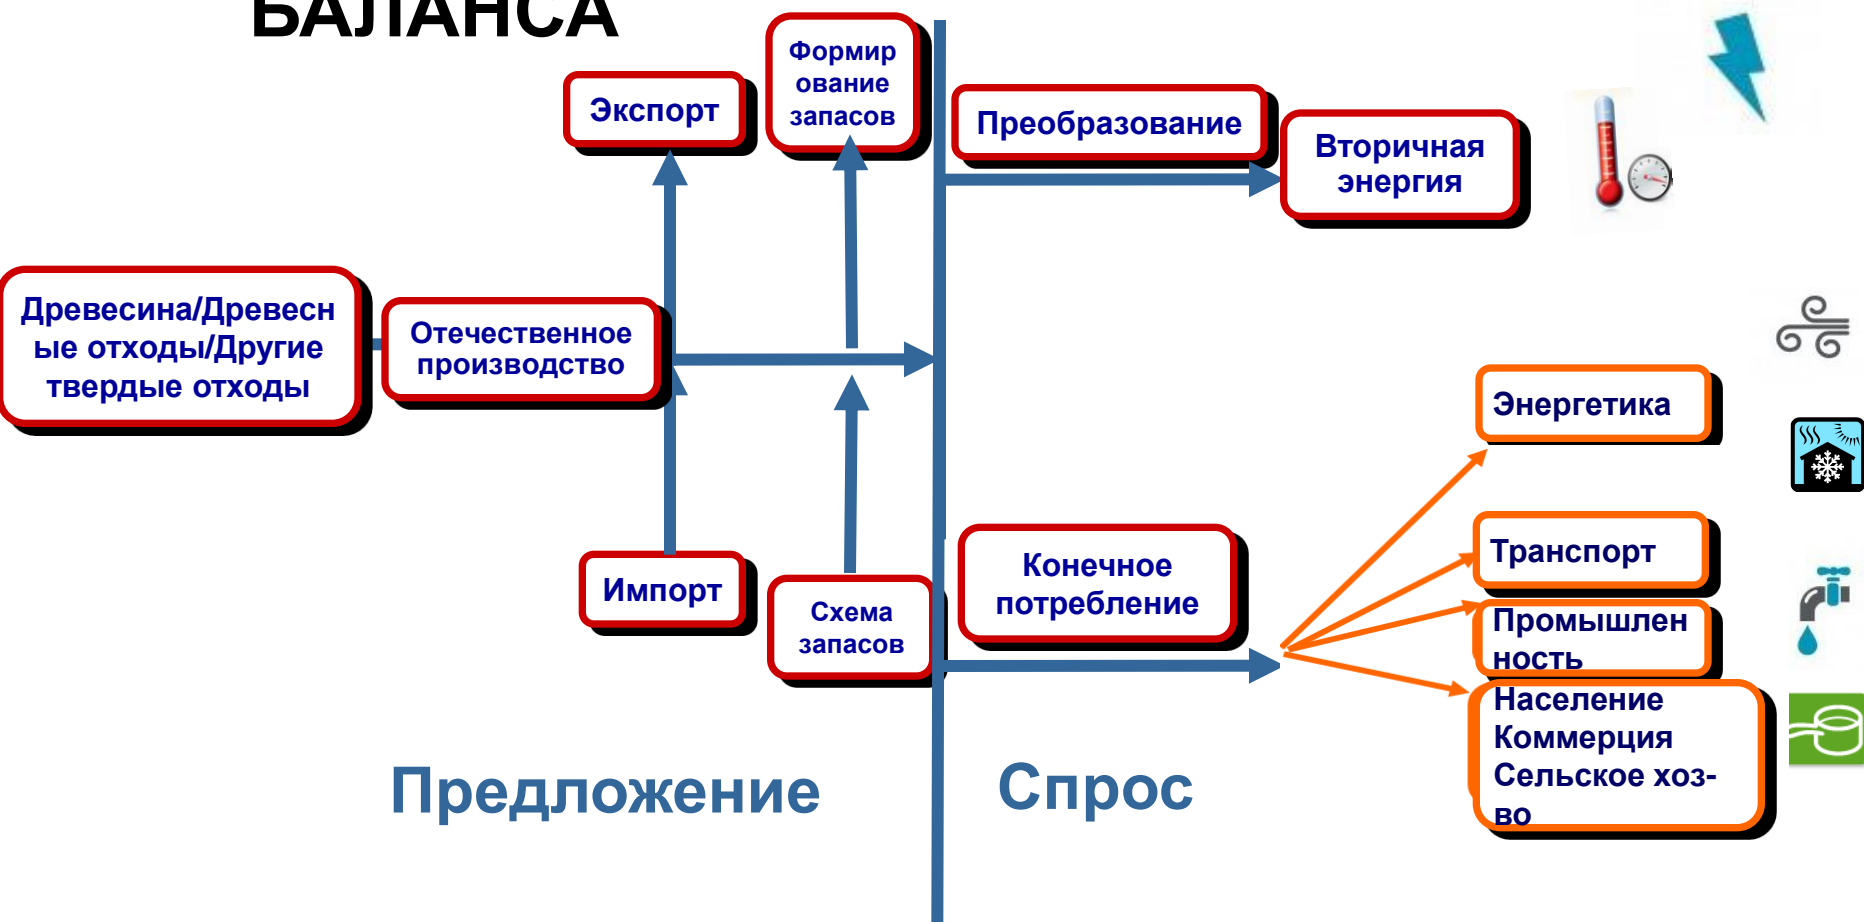 БАЛАНСА
Формир
ование
запасов
Экспорт
Преобразование
Вторичная
энергия
Древесина/Древесн
ые отходы/Другие
твердые отходы
Отечественное
производство
Энергетика
Импорт
Схема
запасов
Конечное
потребление
Транспорт
Промышлен
ность
Население
Коммерция
Сельское хоз-
во
Предложение
Спрос